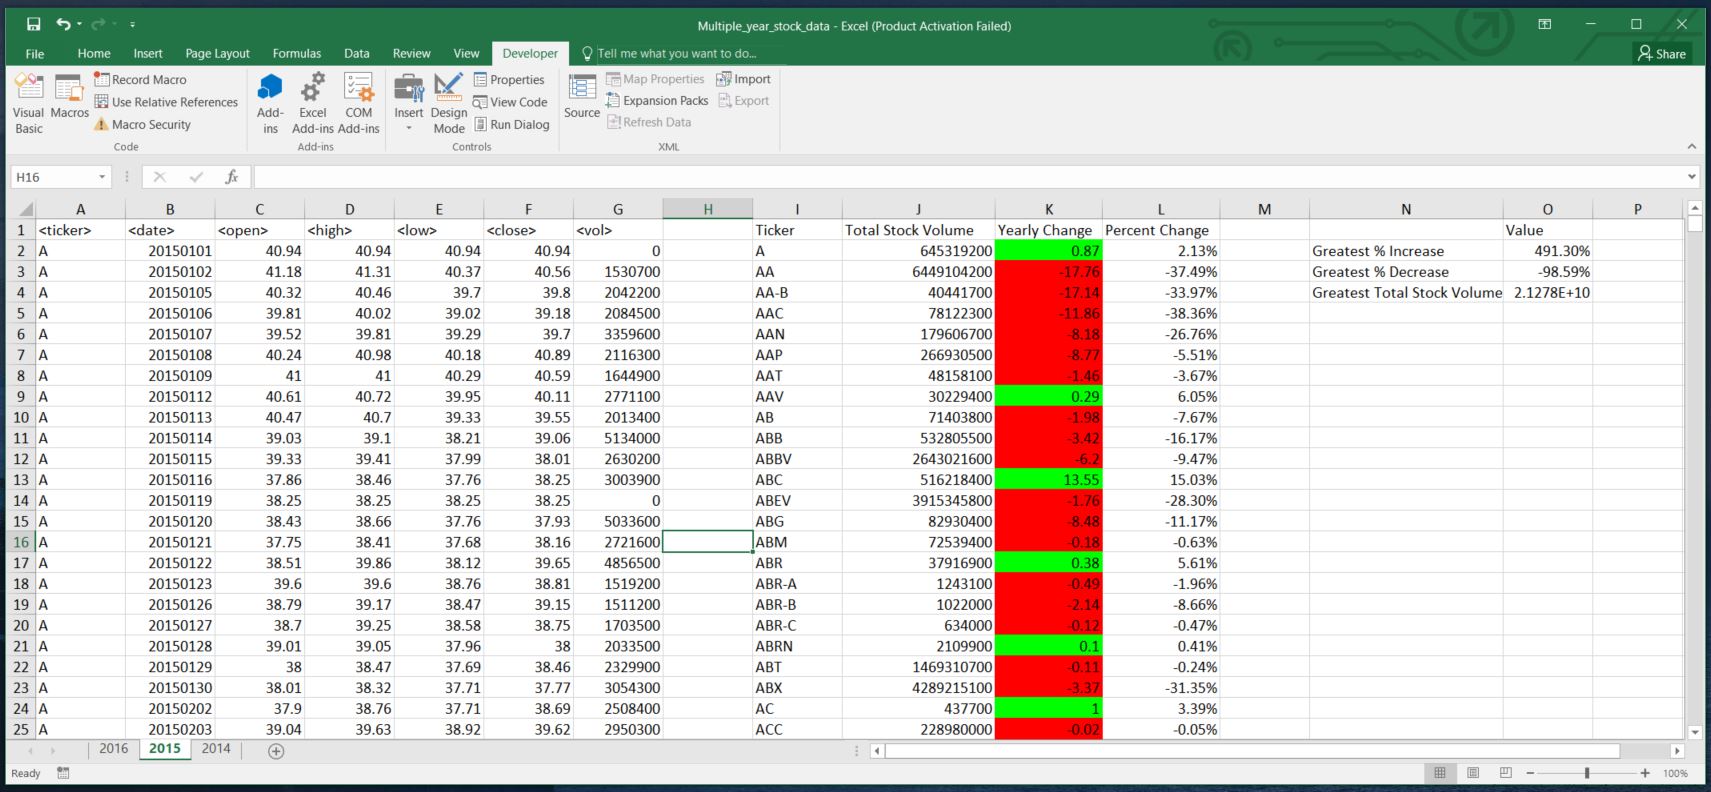 Multiple_year_stock_data - Excel (Product Activation Failed)
File Home Insert Page Layout Formulas Data Review View Developer Tell me what you want to do... Share
Visual Basic
Macros
Record Macro
Use Relative References
Macro Security
Code
Add-ins
Excel Add-ins
COM Add-ins
Add-ins
Insert
Design Mode
Properties
View Code
Run Dialog
Controls
Source
Map Properties
Expansion Packs
Refresh Data
Import
Export
XML
H16 fx
A B C D E F G H I J K L M N O P
1 <ticker> <date> <open> <high> <low> <close> <vol> Ticker Total Stock Volume Yearly Change Percent Change Value
2 A 20150101 40.94 40.94 40.94 40.94 0 A 645319200 0.87 2.13% Greatest % Increase 491.30%
3 A 20150102 41.18 41.31 40.37 40.56 1530700 AA 6449104200 -17.76 -37.49% Greatest % Decrease -98.59%
4 A 20150105 40.32 40.46 39.7 39.8 2042200 AA-B 40441700 -17.14 -33.97% Greatest Total Stock Volume 2.1278E+10
5 A 20150106 39.81 40.02 39.02 39.18 2084500 AAC 78122300 -11.86 -38.36%
6 A 20150107 39.52 39.81 39.29 39.7 3359600 AAN 179606700 -8.18 -26.76%
7 A 20150108 40.24 40.98 40.18 40.89 2116300 AAP 266930500 -8.77 -5.51%
8 A 20150109 41 41 40.29 40.59 1644900 AAT 48158100 -1.46 -3.67%
9 A 20150112 40.61 40.72 39.95 40.11 2771100 AAV 30229400 0.29 6.05%
10 A 20150113 40.47 40.7 39.33 39.55 2013400 AB 71403800 -1.98 -7.67%
11 A 20150114 39.03 39.1 38.21 39.06 5134000 ABB 532805500 -3.42 -16.17%
12 A 20150115 39.33 39.41 37.99 38.01 2630200 ABBV 2643021600 -6.2 -9.47%
13 A 20150116 37.86 38.46 37.76 38.25 3003900 ABC 516218400 13.55 15.03%
14 A 20150119 38.25 38.25 38.25 38.25 0 ABEV 3915345800 -1.76 -28.30%
15 A 20150120 38.43 38.66 37.76 37.93 5033600 ABG 82930400 -8.48 -11.17%
16 A 20150121 37.75 38.41 37.68 38.16 2721600 ABM 72539400 -0.18 -0.63%
17 A 20150122 38.51 39.86 38.12 39.65 4856500 ABR 37916900 0.38 5.61%
18 A 20150123 39.6 39.6 38.76 38.81 1519200 ABR-A 1243100 -0.49 -1.96%
19 A 20150126 38.79 39.17 38.47 39.15 1511200 ABR-B 1022000 -2.14 -8.66%
20 A 20150127 38.7 39.25 38.58 38.75 1703500 ABR-C 634000 -0.12 -0.47%
21 A 20150128 39.01 39.05 37.96 38 2033500 ABRN 2109900 0.1 0.41%
22 A 20150129 38 38.47 37.69 38.46 2329900 ABT 1469310700 -0.11 -0.24%
23 A 20150130 38.01 38.32 37.71 37.77 3054300 ABX 4289215100 -3.37 -31.35%
24 A 20150202 37.9 38.76 37.71 38.69 2508400 AC 437700 1 3.39%
25 A 20150203 39.04 39.63 38.92 39.62 2950300 ACC 228980000 -0.02 -0.05%
2016 2015 2014
Ready 100%